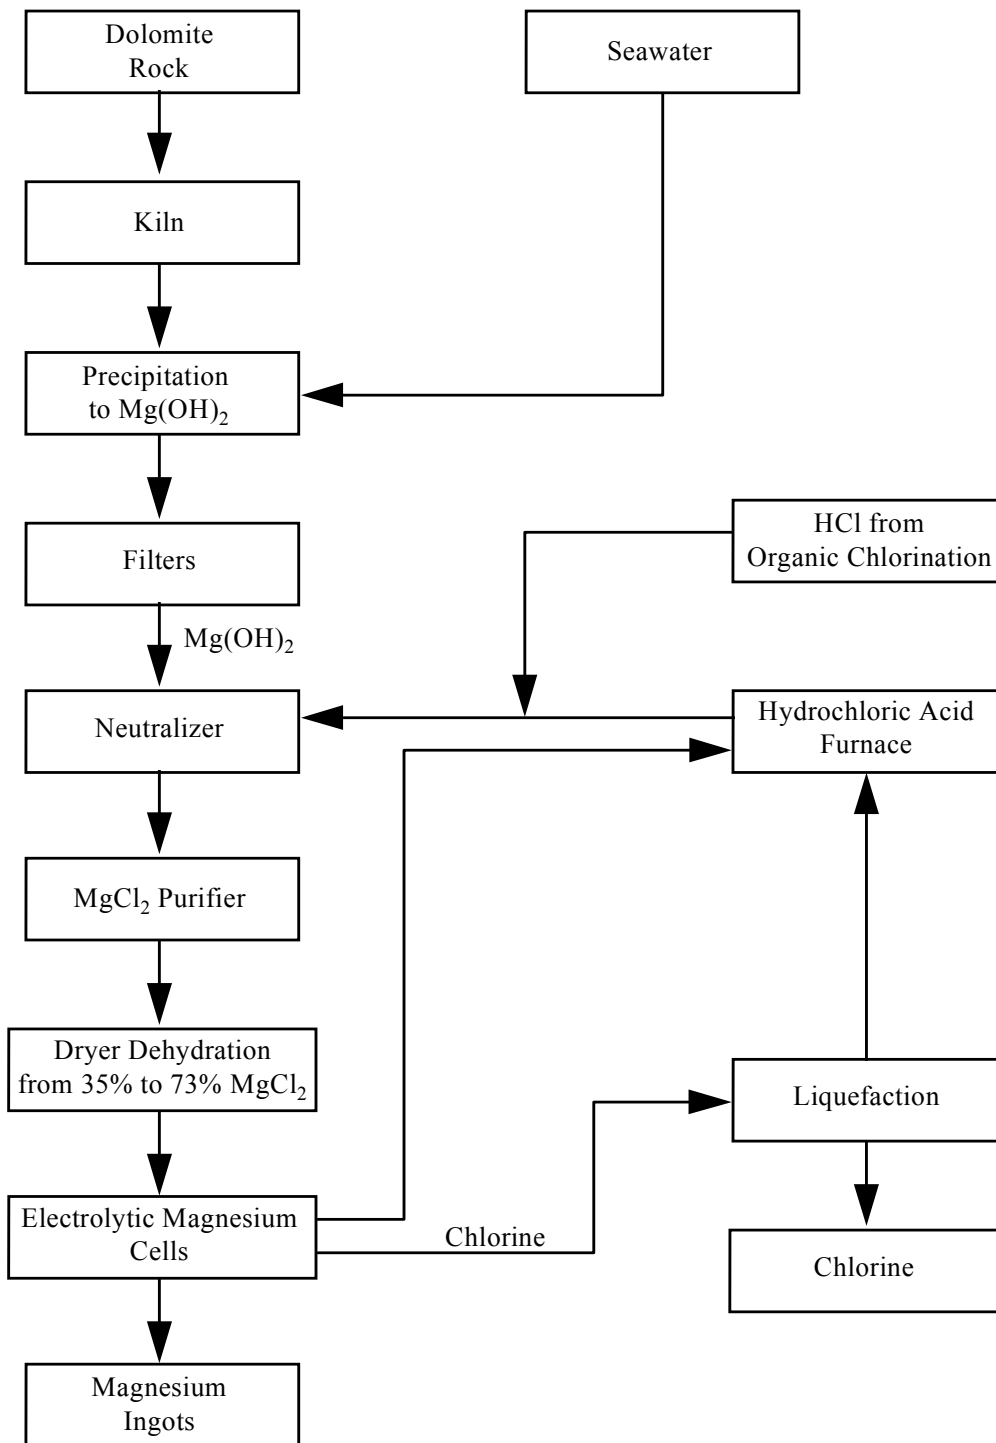 Dolomite
Rock
Seawater
Kiln
Precipitation
to Mg(OH)₂
Filters
HCl from
Organic Chlorination
Mg(OH)₂
Neutralizer
Hydrochloric Acid
Furnace
MgCl₂ Purifier
Dryer Dehydration
from 35% to 73% MgCl₂
Liquefaction
Electrolytic Magnesium
Cells
Chlorine
Chlorine
Magnesium
Ingots